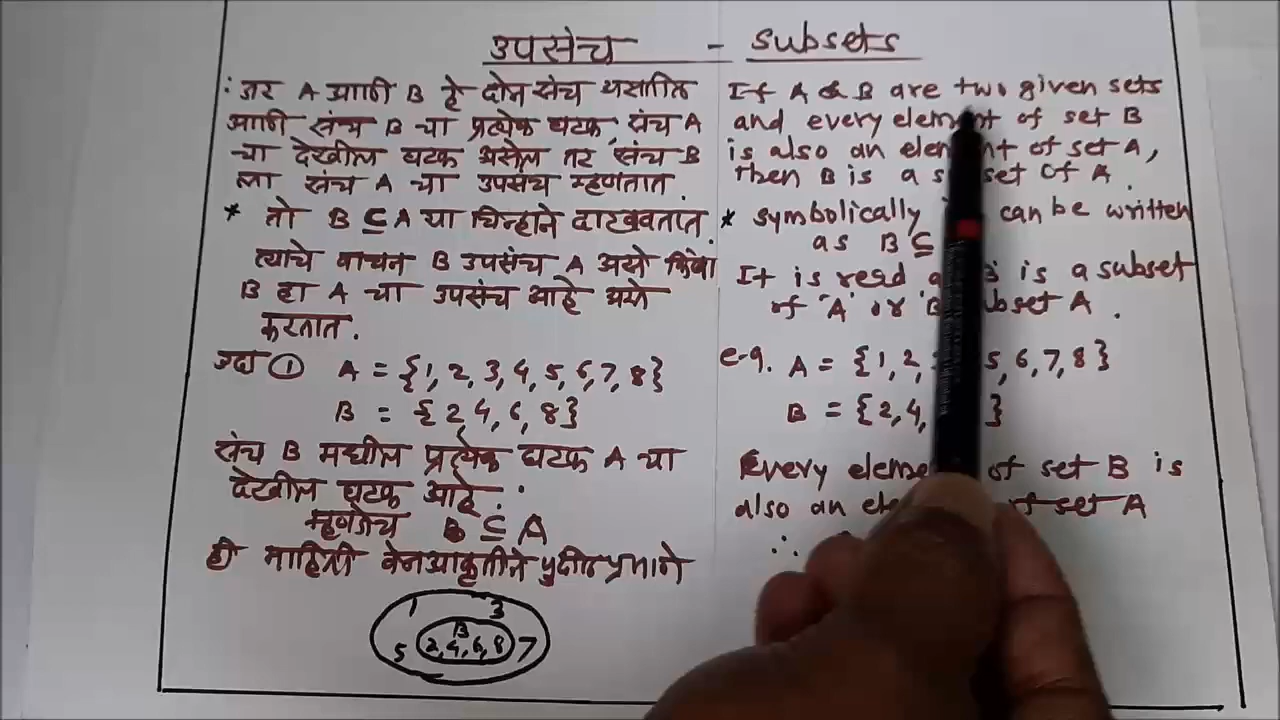 उपसंच - Subsets
: जर A आणि B हे दोन संच असतील
आणि संच B चा प्रत्येक घटक संच A
चा देखील घटक असेल तर संच B
ला संच A चा उपसंच म्हणतात.
* तो B ⊆ A या चिन्हाने दाखवतात.
त्याचे वाचन B उपसंच A असे किंवा
B हा A चा उपसंच आहे असे
करतात.
उदा ① A = {1, 2, 3, 4, 5, 6, 7, 8}
B = {2, 4, 6, 8}
संच B मधील प्रत्येक घटक A चा
देखील घटक आहे.
म्हणजेच B ⊆ A
ही माहिती वेनआकृतीने पुढील प्रमाणे
1 3
B
5 2, 4, 6, 8 7
If A & B are two given sets
and every element of set B
is also an of set A,
then B is a of A.
* symbolically can be written
as B ⊆
It is read is a subset
of 'A' or A.
e-g. A = {1, 2, 5, 6, 7, 8}
B = {2, 4, }
Every of set B is
also an of set A
∴